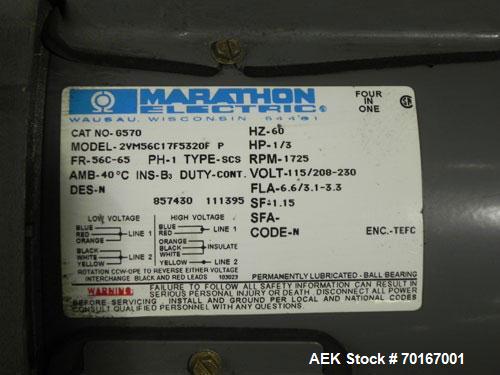 MARATHON
ELECTRIC®
WAUSAU, WISCONSIN 54401
FOUR
IN
ONE
CAT NO-G570
HZ-60
MODEL-2VM56C17F5320F P
HP-1/3
FR-56C-65 PH-1 TYPE-SCS
RPM-1725
AMB-40°C INS-B3 DUTY-CONT.
VOLT-115/208-230
DES-N
FLA-6.6/3.1-3.3
857430 111395
SF-1.15
SFA-
CODE-N
ENC.-TEFC
LOW VOLTAGE
HIGH VOLTAGE
BLUE
RED
ORANGE
LINE 1
BLACK
WHITE
YELLOW
LINE 2
BLUE
RED
LINE 1
ORANGE
BLACK
WHITE
INSULATE
YELLOW
LINE 2
ROTATION CCW-OPE TO REVERSE EITHER VOLTAGE
INTERCHANGE BLACK AND RED LEADS 103023
PERMANENTLY LUBRICATED - BALL BEARING
WARNING
FAILURE TO FOLLOW ALL SAFETY INFORMATION CAN RESULT IN
SERIOUS PERSONAL INJURY OR DEATH. DISCONNECT ALL POWER
BEFORE SERVICING. INSTALL AND GROUND PER LOCAL AND NATIONAL CODES
CONSULT QUALIFIED PERSONNEL WITH ANY QUESTIONS.
AEK Stock # 70167001